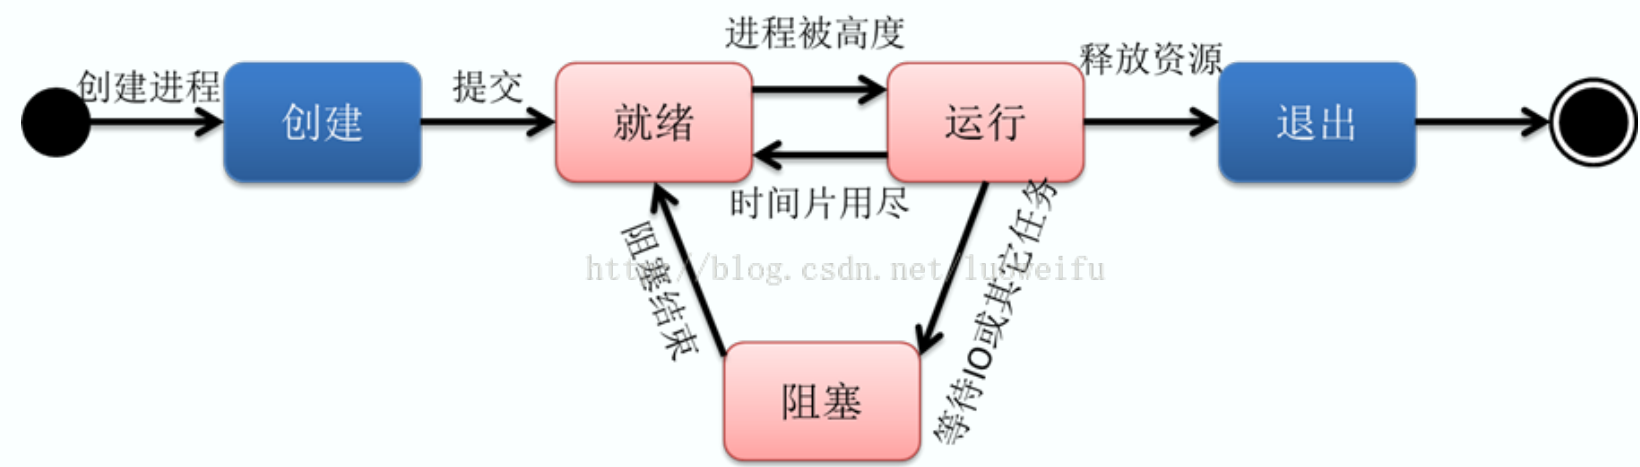 进程被高度
创建进程
提交
释放资源
创建
就绪
运行
退出
时间片用尽
阻塞结束
等待IO或其它任务
http://blog.csdn.net/luoweifu
阻塞